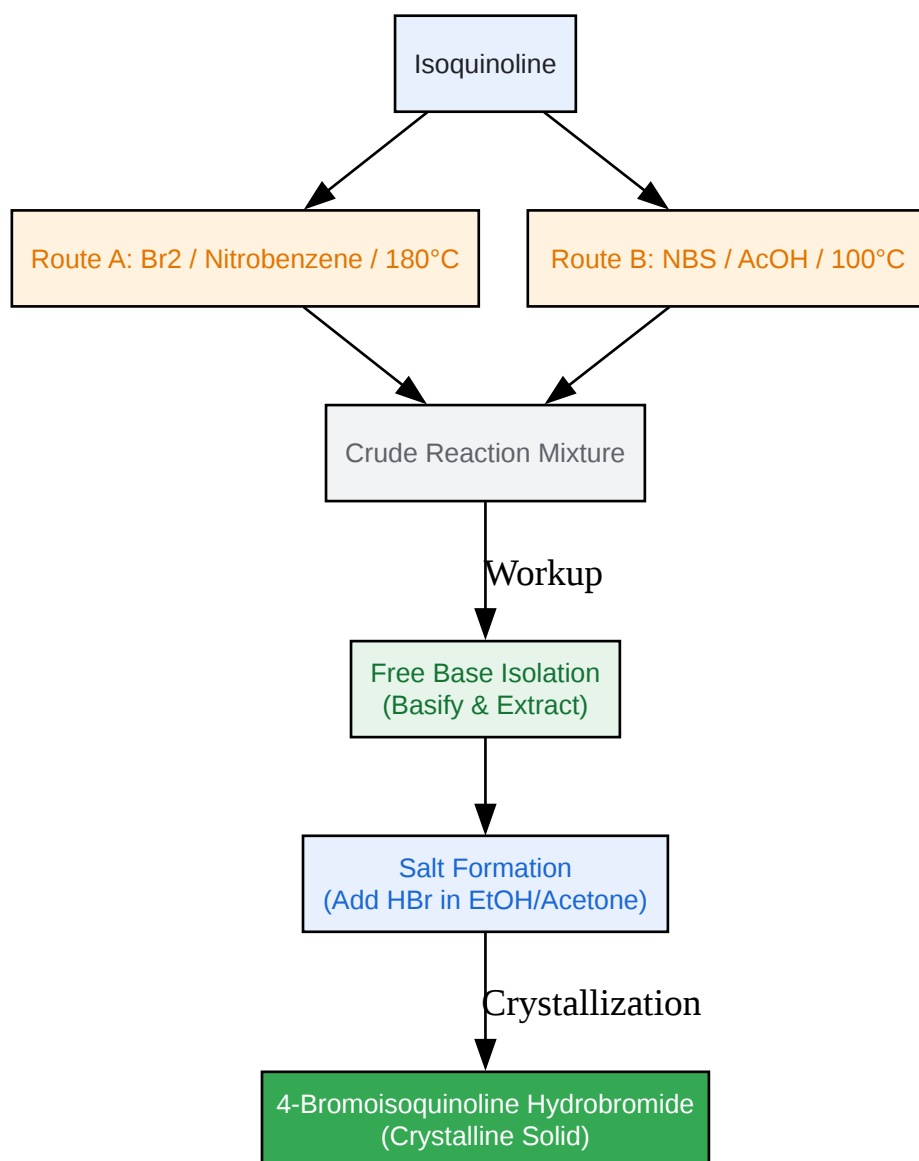 Isoquinoline
Route A: Br2 / Nitrobenzene / 180°C
Route B: NBS / AcOH / 100°C
Crude Reaction Mixture
Workup
Free Base Isolation
(Basify & Extract)
Salt Formation
(Add HBr in EtOH/Acetone)
Crystallization
4-Bromoisoquinoline Hydrobromide
(Crystalline Solid)